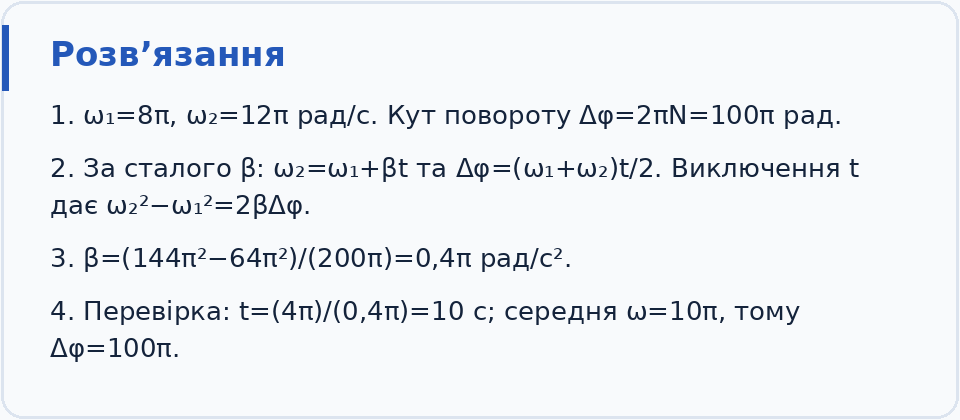 Розв’язання
1. ω₁=8π, ω₂=12π рад/с. Кут повороту Δφ=2πN=100π рад.
2. За сталого β: ω₂=ω₁+βt та Δφ=(ω₁+ω₂)t/2. Виключення t
дає ω₂²−ω₁²=2βΔφ.
3. β=(144π²−64π²)/(200π)=0,4π рад/с².
4. Перевірка: t=(4π)/(0,4π)=10 с; середня ω=10π, тому
Δφ=100π.